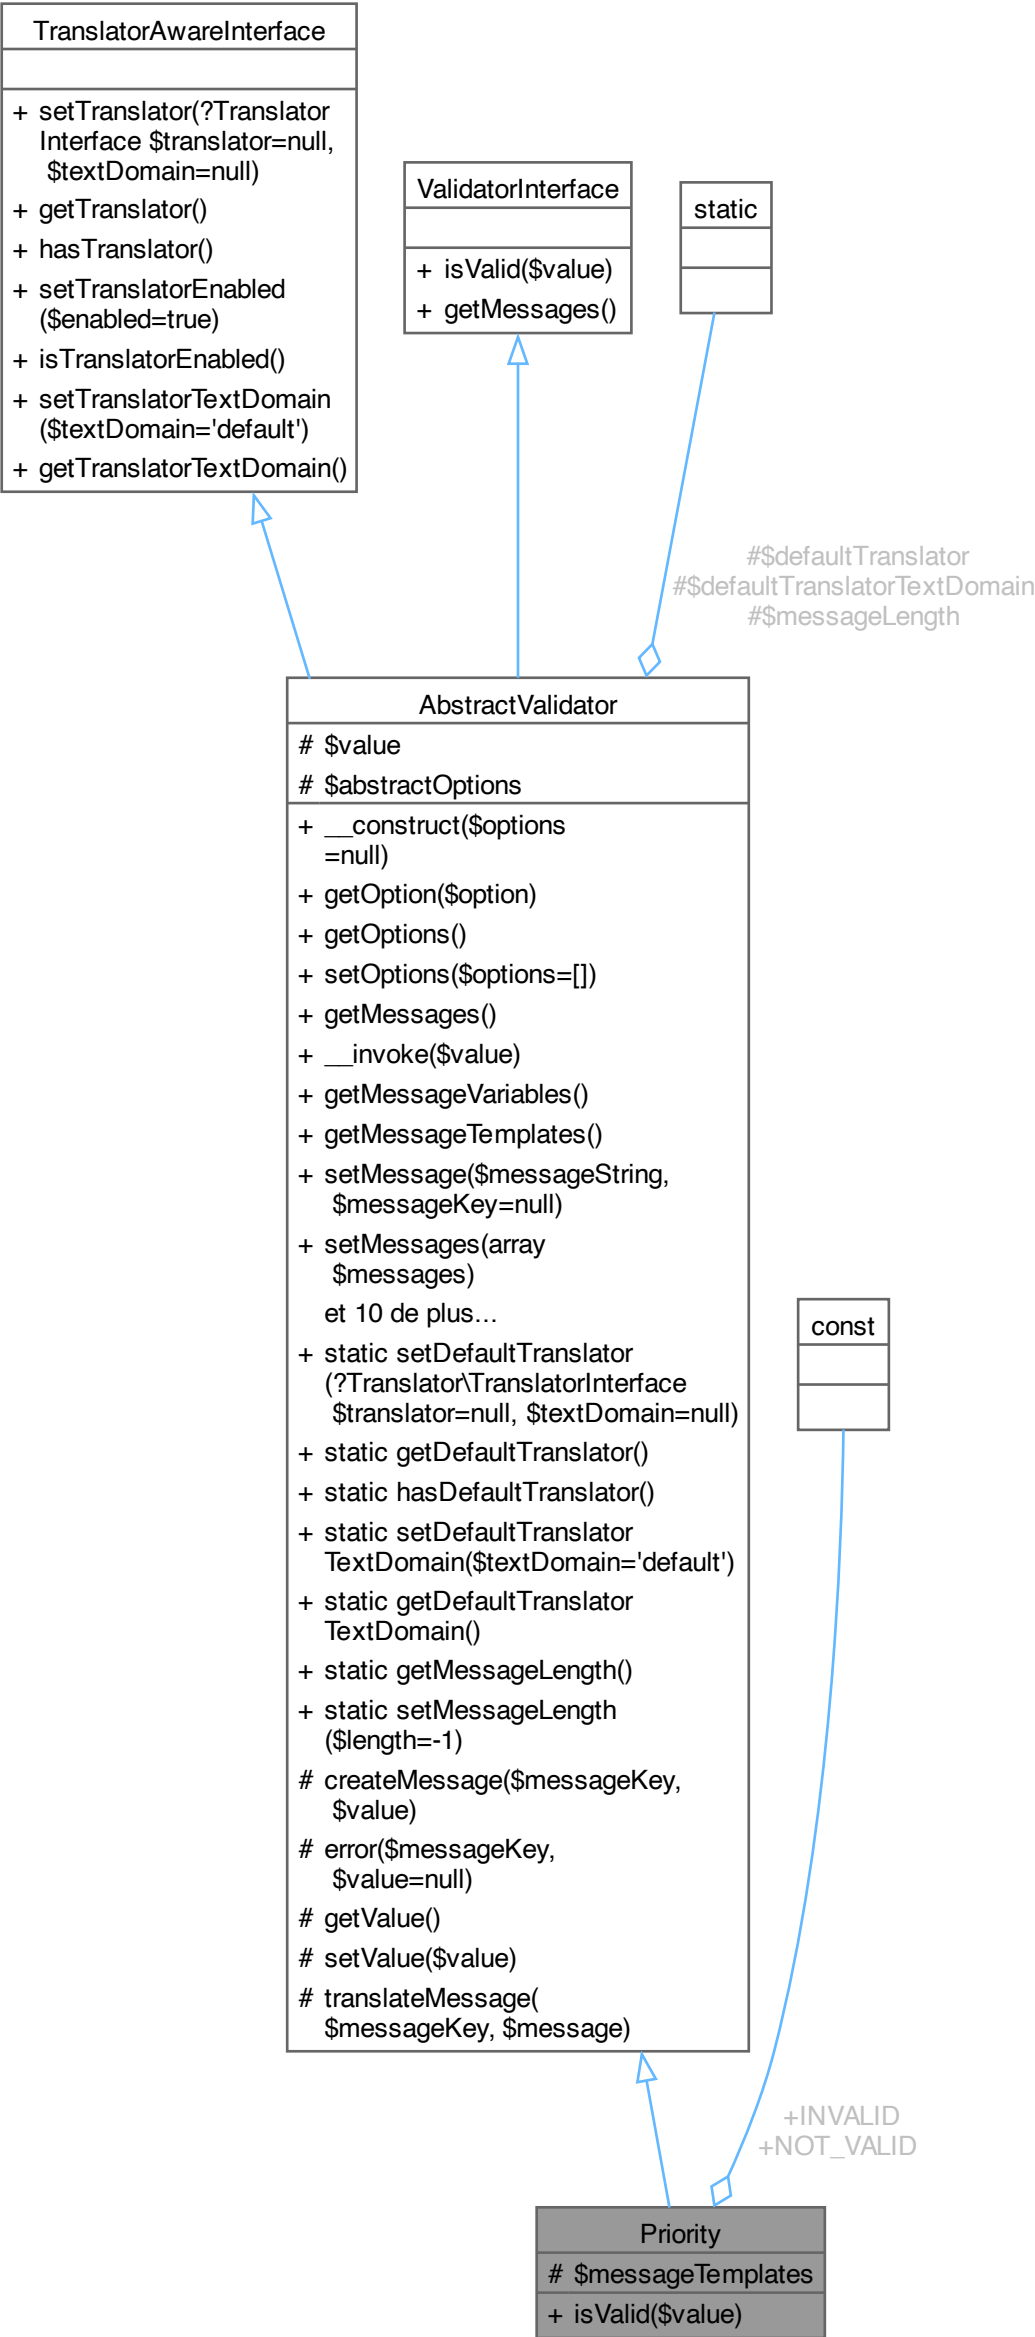 TranslatorAwareInterface
+ setTranslator(?Translator
Interface $translator=null,
$textDomain=null)
+ getTranslator()
+ hasTranslator()
+ setTranslatorEnabled
($enabled=true)
+ isTranslatorEnabled()
+ setTranslatorTextDomain
($textDomain='default')
+ getTranslatorTextDomain()
ValidatorInterface
+ isValid($value)
+ getMessages()
static
#$defaultTranslator
#$defaultTranslatorTextDomain
#$messageLength
AbstractValidator
# $value
# $abstractOptions
+ __construct($options
=null)
+ getOption($option)
+ getOptions()
+ setOptions($options=[])
+ getMessages()
+ __invoke($value)
+ getMessageVariables()
+ getMessageTemplates()
+ setMessage($messageString,
$messageKey=null)
+ setMessages(array
$messages)
et 10 de plus...
+ static setDefaultTranslator
(?Translator\TranslatorInterface
$translator=null, $textDomain=null)
+ static getDefaultTranslator()
+ static hasDefaultTranslator()
+ static setDefaultTranslator
TextDomain($textDomain='default')
+ static getDefaultTranslator
TextDomain()
+ static getMessageLength()
+ static setMessageLength
($length=-1)
# createMessage($messageKey,
$value)
# error($messageKey,
$value=null)
# getValue()
# setValue($value)
# translateMessage(
$messageKey, $message)
const
+INVALID
+NOT_VALID
Priority
# $messageTemplates
+ isValid($value)